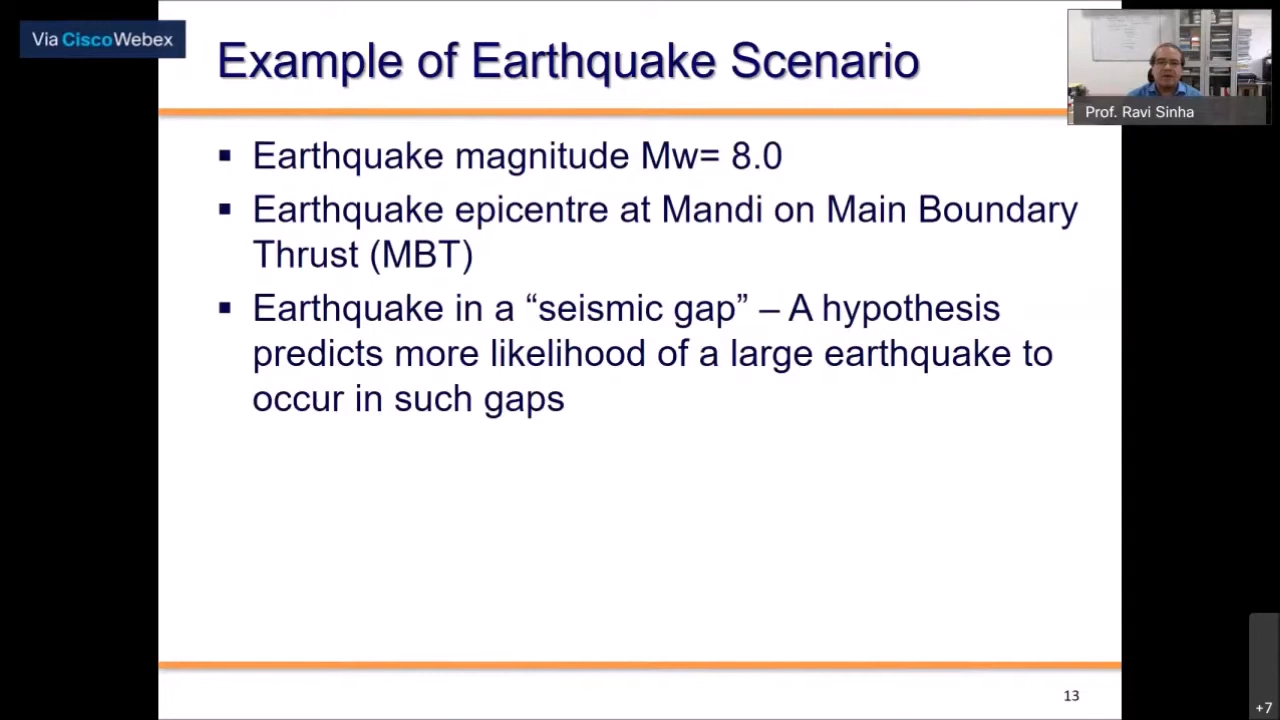 Via CiscoWebex
Example of Earthquake Scenario
Prof. Ravi Sinha
▪ Earthquake magnitude Mw= 8.0
▪ Earthquake epicentre at Mandi on Main Boundary
Thrust (MBT)
▪ Earthquake in a “seismic gap” – A hypothesis
predicts more likelihood of a large earthquake to
occur in such gaps
13
+7